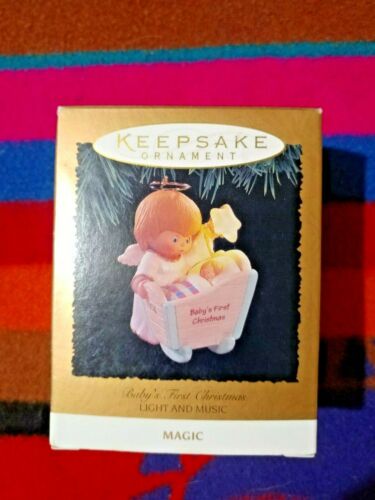 KEEPSAKE
ORNAMENT
Baby's First
Christmas
Baby's First Christmas
LIGHT AND MUSIC
MAGIC